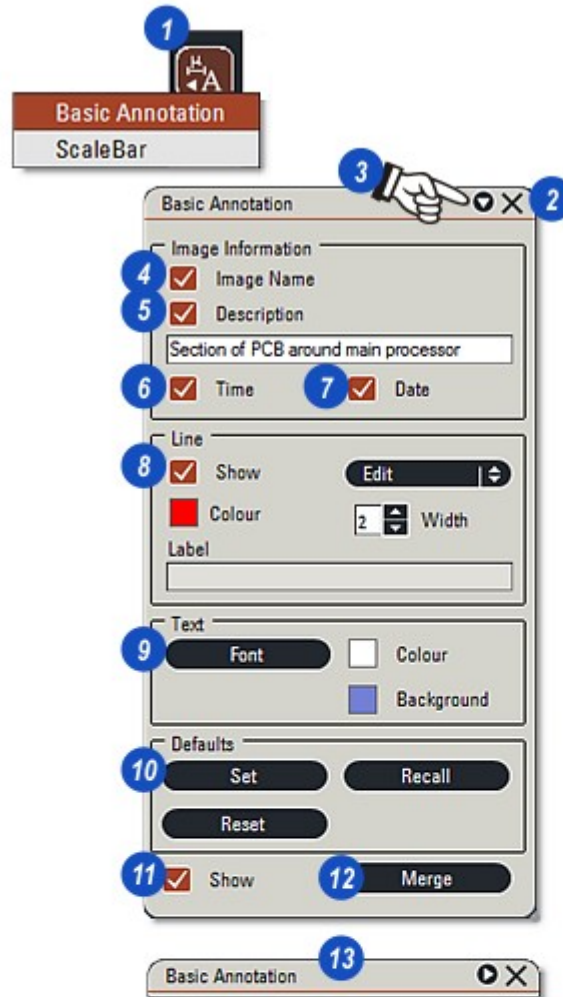 1
µ A
Basic Annotation
ScaleBar
3
2
Basic Annotation
Image Information
4 Image Name
5 Description
Section of PCB around main processor
6 Time 7 Date
Line
8 Show Edit
Colour 2 Width
Label
Text
9 Font Colour
Background
Defaults
10 Set Recall
Reset
11 Show 12 Merge
13
Basic Annotation